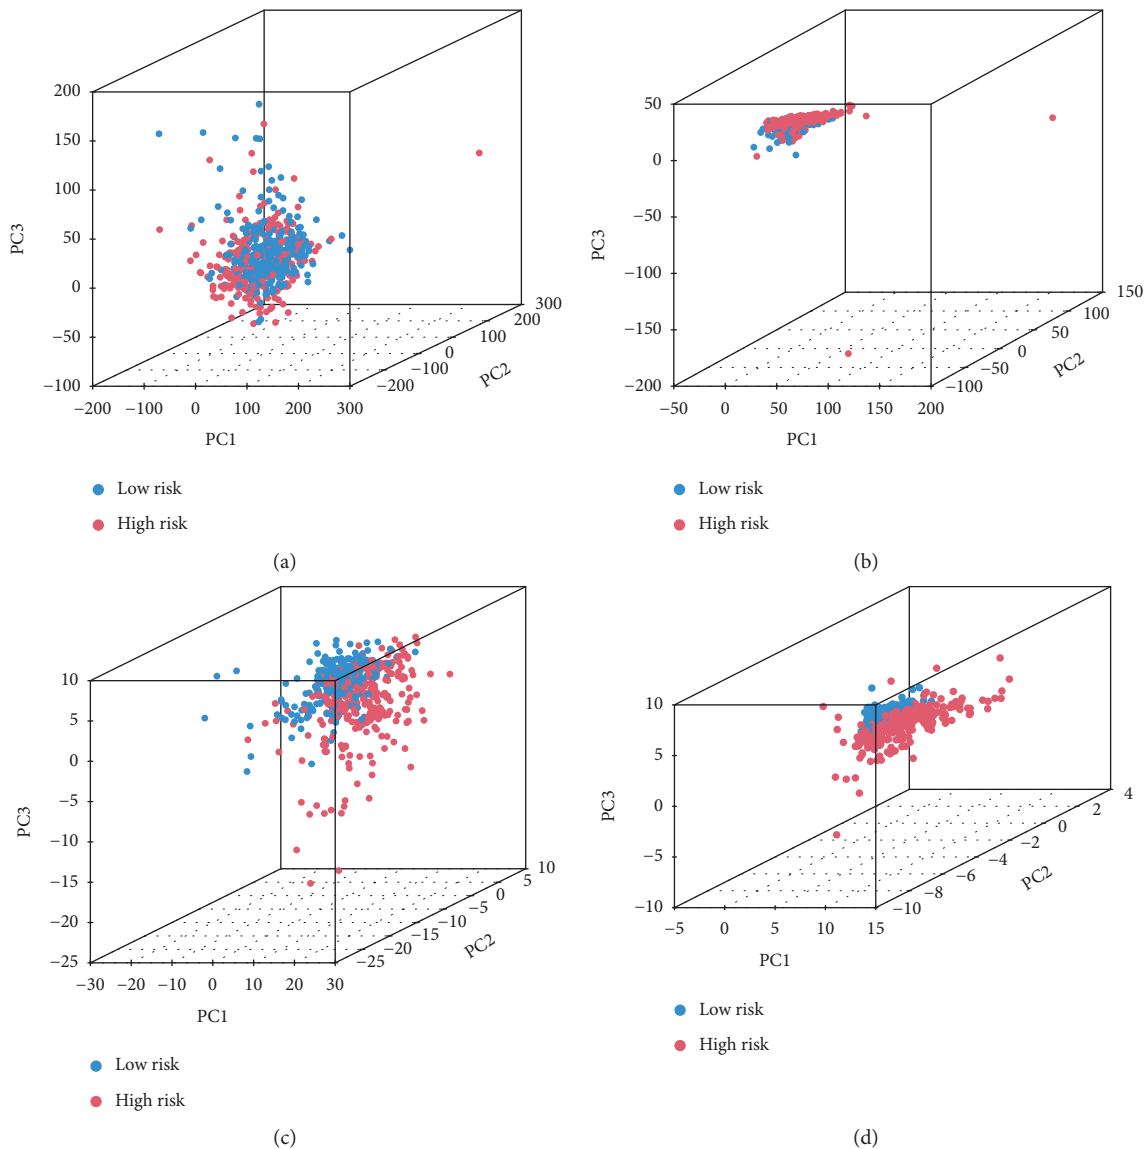 200
150
100
50
0
−50
−100
PC3
−200 −100 0 100 200 300
PC1
−200
−100
0
100
200
300
PC2
Low risk
High risk
(a)
50
0
−50
−100
−150
−200
PC3
−50 0 50 100 150 200
PC1
−100
−50
0
50
100
150
PC2
Low risk
High risk
(b)
10
5
0
−5
−10
−15
−20
−25
PC3
−30 −20 −10 0 10 20 30
PC1
−25
−20
−15
−10
−5
0
5
10
PC2
Low risk
High risk
(c)
10
5
0
−5
−10
PC3
−5 0 5 10 15
PC1
−10
−8
−6
−4
−2
0
2
4
PC2
Low risk
High risk
(d)